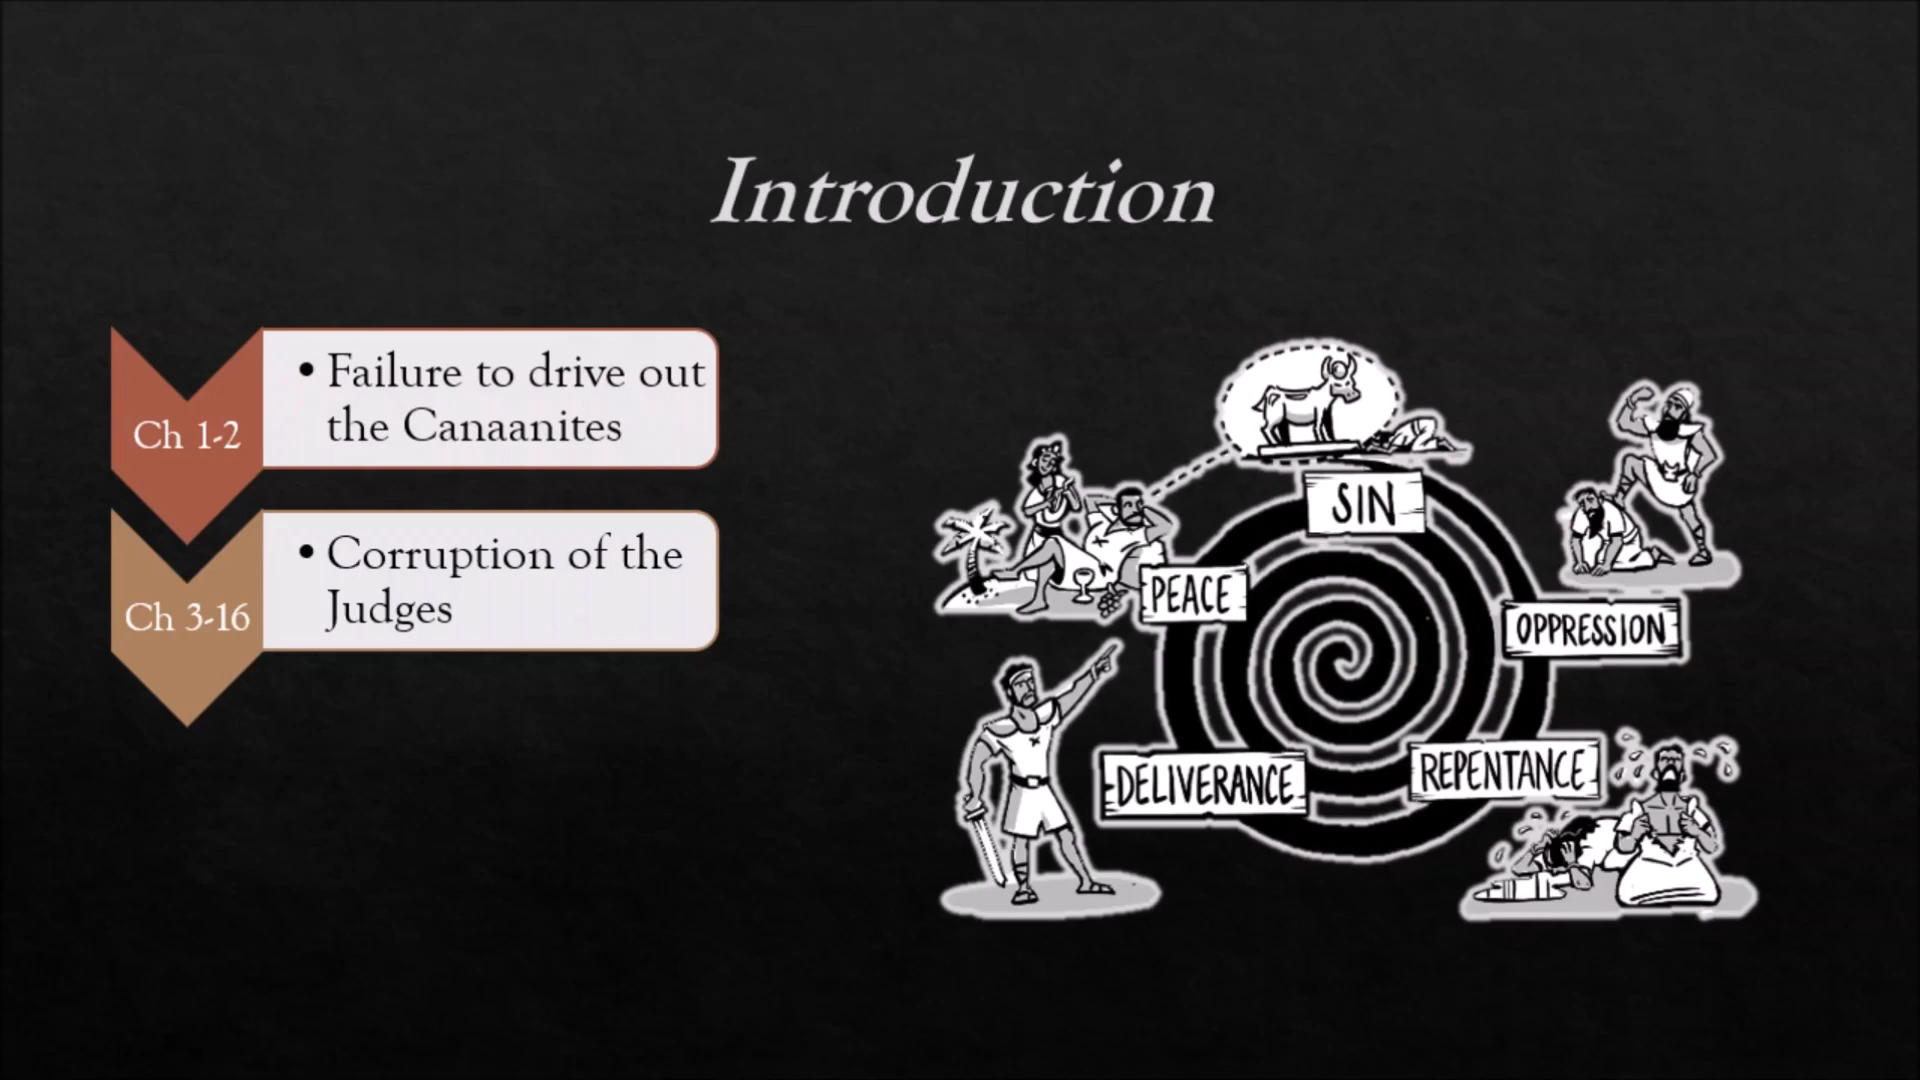 Introduction
Ch 1-2
• Failure to drive out
the Canaanites
Ch 3-16
• Corruption of the
Judges
SIN
OPPRESSION
REPENTANCE
DELIVERANCE
PEACE